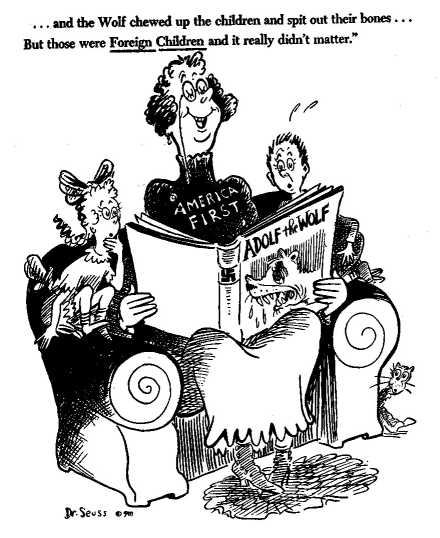 ... and the Wolf chewed up the children and spit out their bones ...
But those were Foreign Children and it really didn't matter."
"AMERICA
FIRST"
ADOLF the WOLF
Dr. Seuss ©